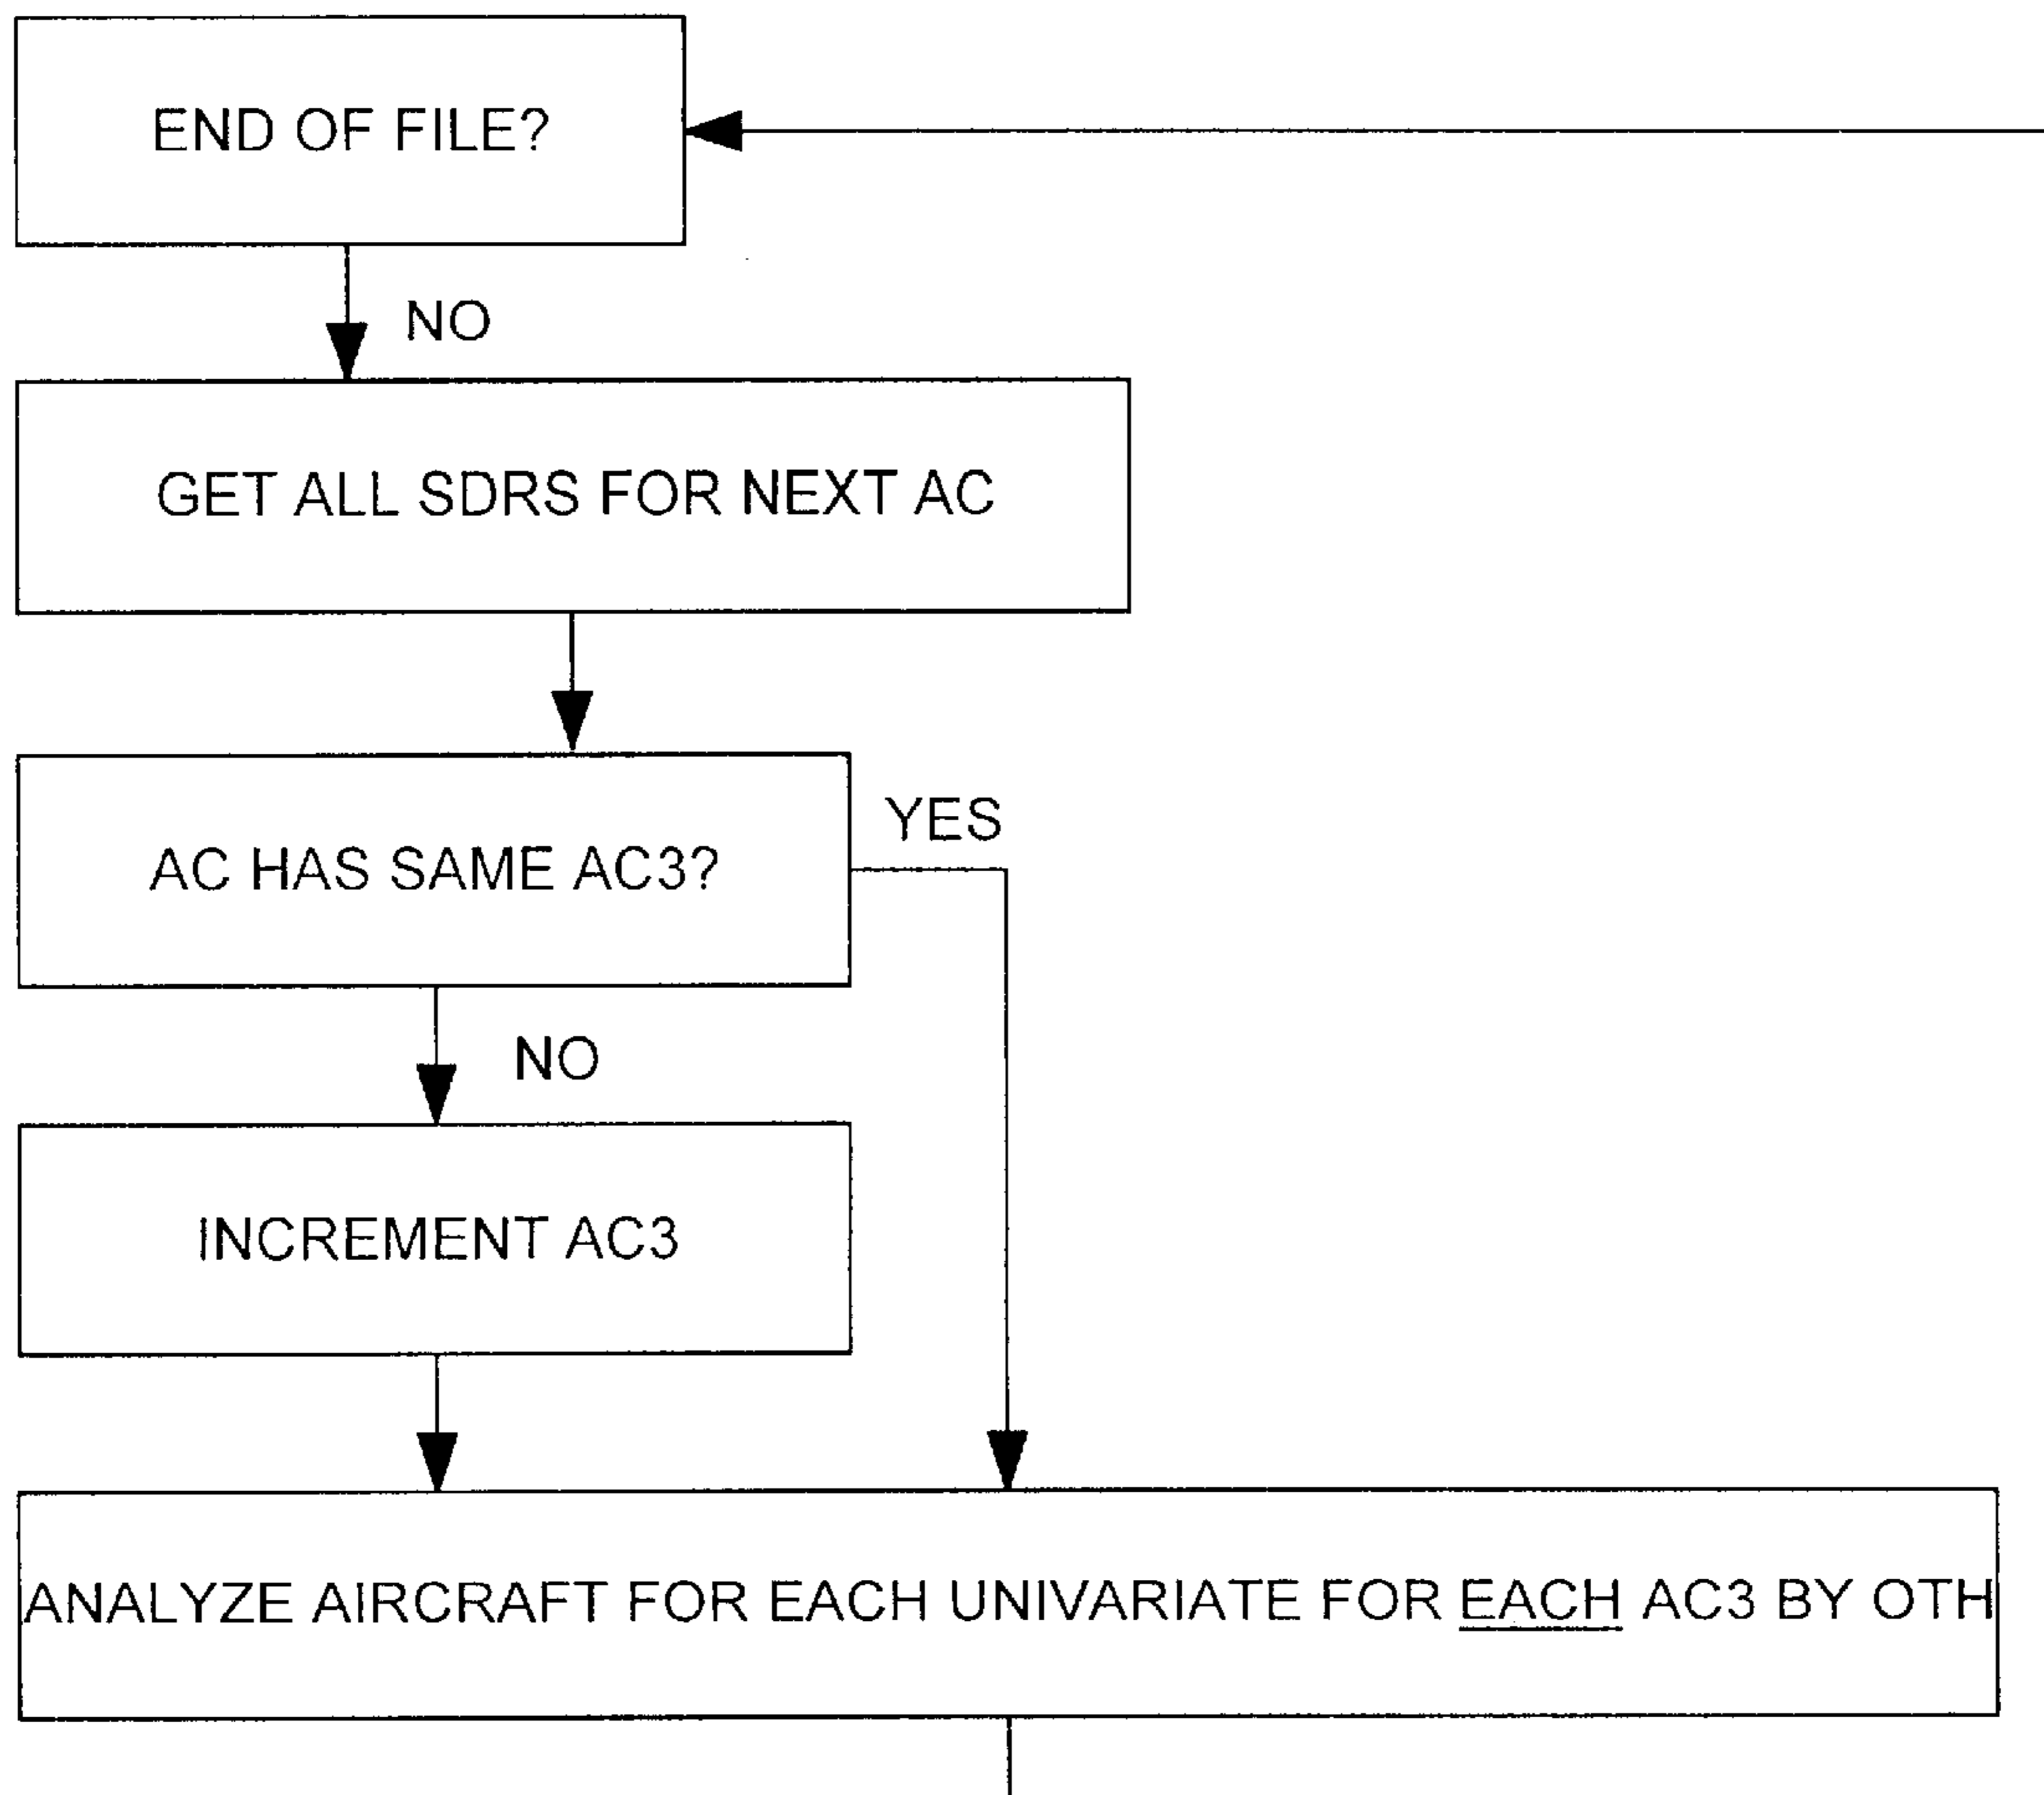 END OF FILE?
NO
GET ALL SDRS FOR NEXT AC
AC HAS SAME AC3?
YES
NO
INCREMENT AC3
ANALYZE AIRCRAFT FOR EACH UNIVARIATE FOR EACH AC3 BY OTH